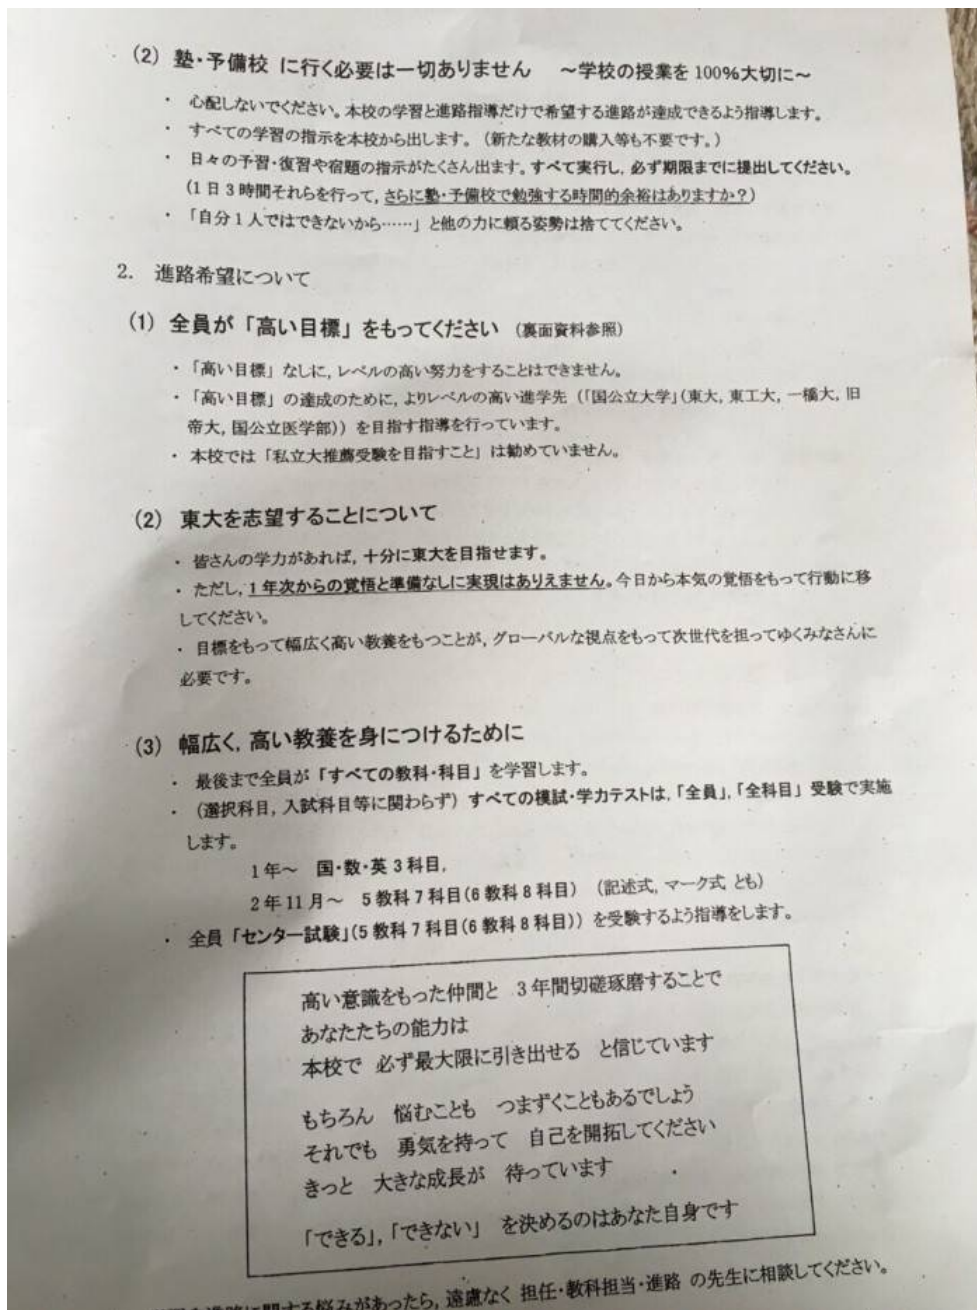 (2) 塾・予備校 に行く必要は一切ありません ～学校の授業を100％大切に～
・ 心配しないでください。本校の学習と進路指導だけで希望する進路が達成できるよう指導します。
・ すべての学習の指示を本校から出します。（新たな教材の購入等も不要です。）
・ 日々の予習・復習や宿題の指示がたくさん出ます。すべて実行し，必ず期限までに提出してください。
（1日3時間それらを行って，さらに塾・予備校で勉強する時間的余裕はありますか？）
・ 「自分1人ではできないから……」と他の力に頼る姿勢は捨ててください。
2. 進路希望について
(1) 全員が「高い目標」をもってください （裏面資料参照）
・「高い目標」なしに，レベルの高い努力をすることはできません。
・「高い目標」の達成のために，よりレベルの高い進学先（「国公立大学」（東大，東工大，一橋大，旧
帝大，国公立医学部））を目指す指導を行っています。
・ 本校では「私立大推薦受験を目指すこと」は勧めていません。
(2) 東大を志望することについて
・ 皆さんの学力があれば，十分に東大を目指せます。
・ ただし，1年次からの覚悟と準備なしに実現はありえません。今日から本気の覚悟をもって行動に移
してください。
・ 目標をもって幅広く高い教養をもつことが，グローバルな視点をもって次世代を担ってゆくみなさんに
必要です。
(3) 幅広く，高い教養を身につけるために
・ 最後まで全員が「すべての教科・科目」を学習します。
・（選択科目，入試科目等に関わらず）すべての模試・学力テストは，「全員」，「全科目」受験で実施
します。
1年～ 国・数・英3科目，
2年11月～ 5教科7科目（6教科8科目） （記述式，マーク式 とも）
・ 全員「センター試験」（5教科7科目（6教科8科目））を受験するよう指導をします。
高い意識をもった仲間と 3年間切磋琢磨することで
あなたたちの能力は
本校で 必ず最大限に引き出せる と信じています
もちろん 悩むことも つまずくこともあるでしょう
それでも 勇気を持って 自己を開拓してください
きっと 大きな成長が 待っています
「できる」，「できない」 を決めるのはあなた自身です
進路に関する悩みがあったら，遠慮なく 担任・教科担当・進路 の先生に相談してください。